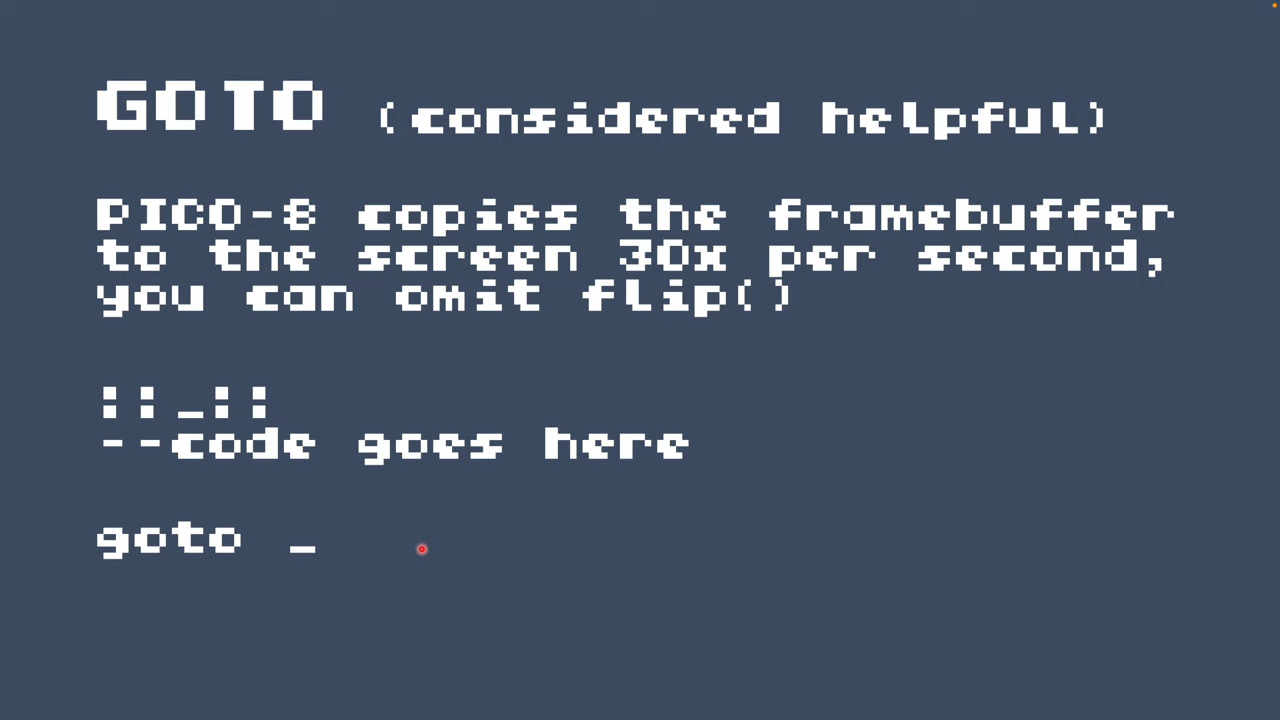 GOTO (considered helpful)
PICO-8 copies the framebuffer
to the screen 30x per second,
you can omit flip()
::_::
--code goes here
goto _